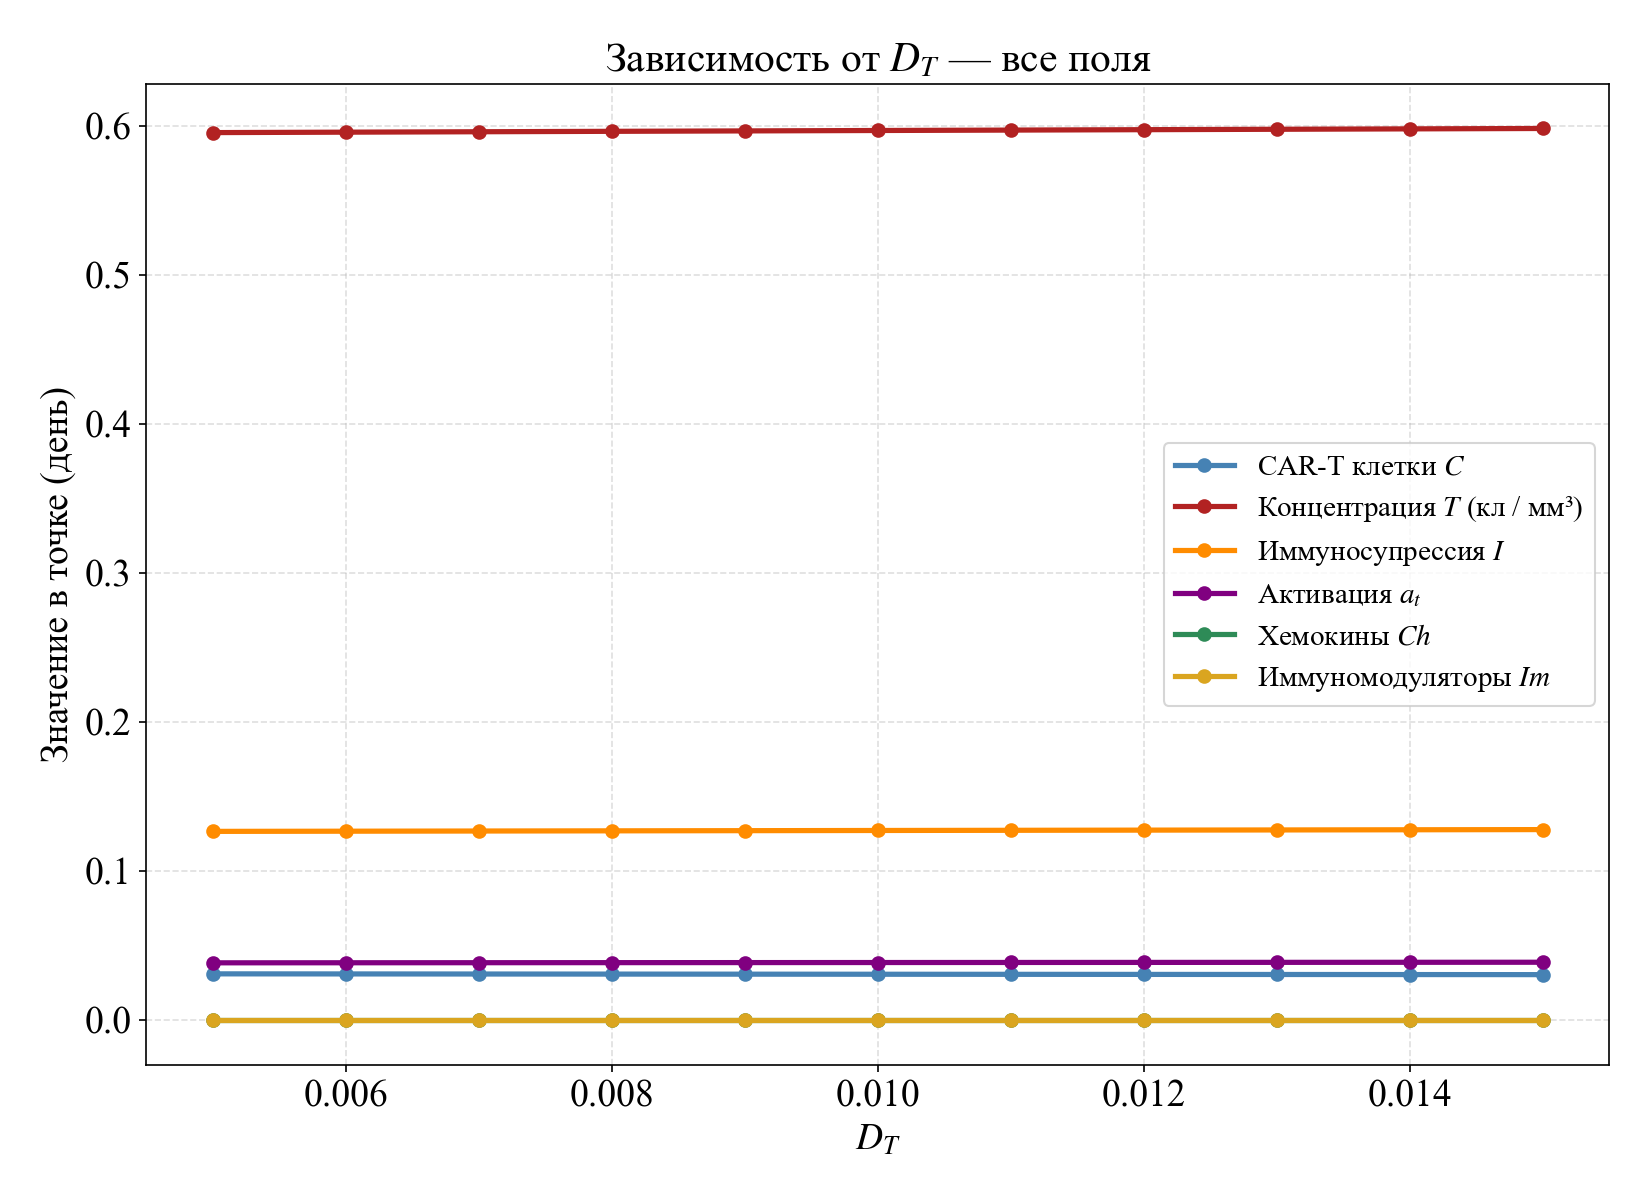 Зависимость от D_T — все поля
Значение в точке (день)
0.6
0.5
0.4
0.3
0.2
0.1
0.0
CAR-T клетки C
Концентрация T (кл / мм³)
Иммуносупрессия I
Активация a_t
Хемокины Ch
Иммуномодуляторы Im
0.006 0.008 0.010 0.012 0.014
D_T